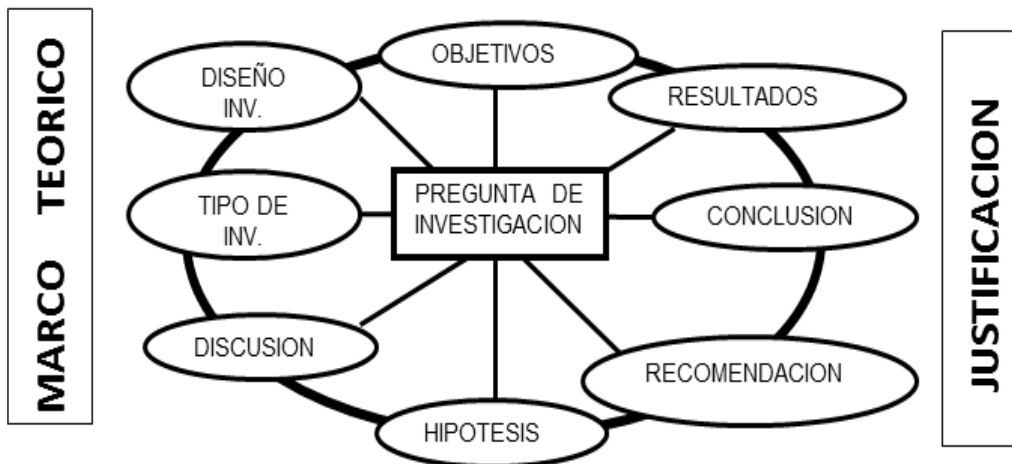 MARCO TEORICO
DISEÑO
INV.
OBJETIVOS
RESULTADOS
TIPO DE
INV.
PREGUNTA DE
INVESTIGACION
CONCLUSION
DISCUSION
HIPOTESIS
RECOMENDACION
JUSTIFICACION